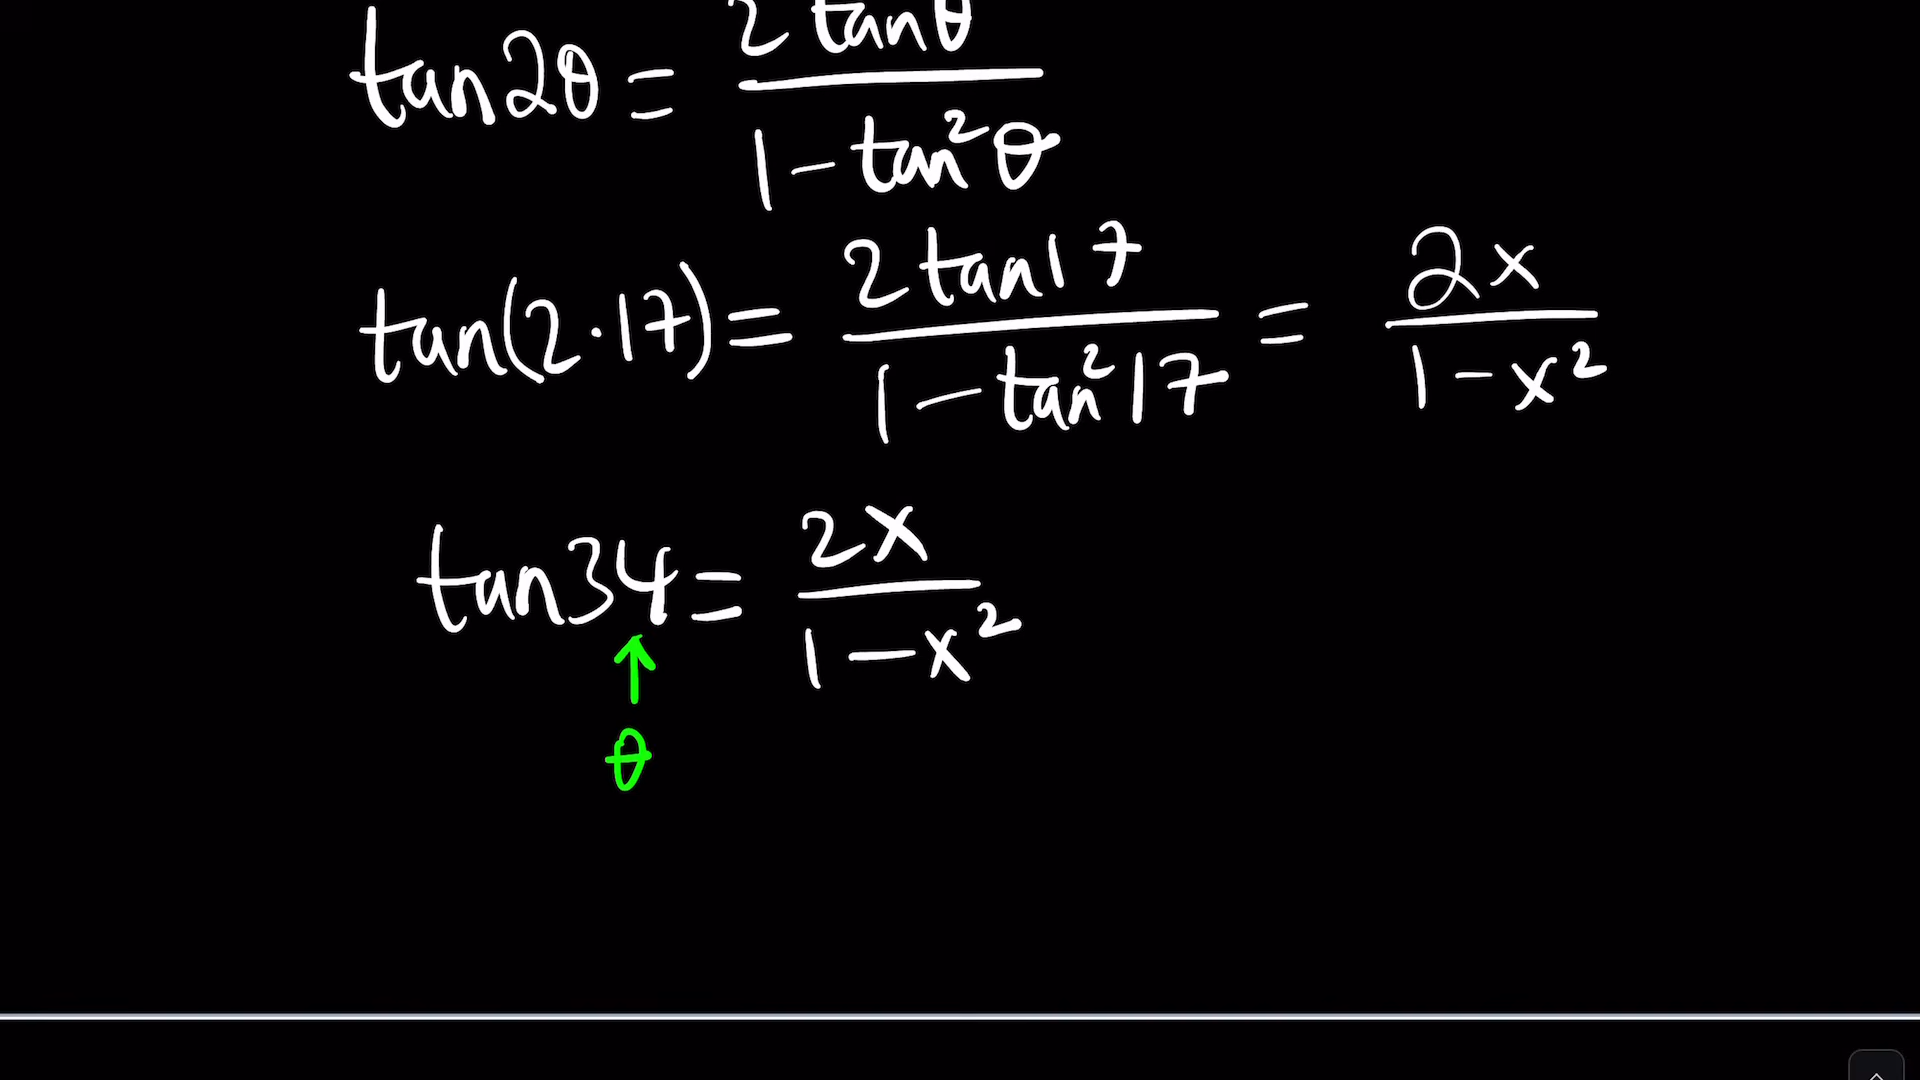 tan2θ = 2 tanθ / 1 - tan²θ
tan(2·17) = 2 tan17 / 1 - tan²17 = 2x / 1 - x²
tan34 = 2x / 1 - x²
↑
θ